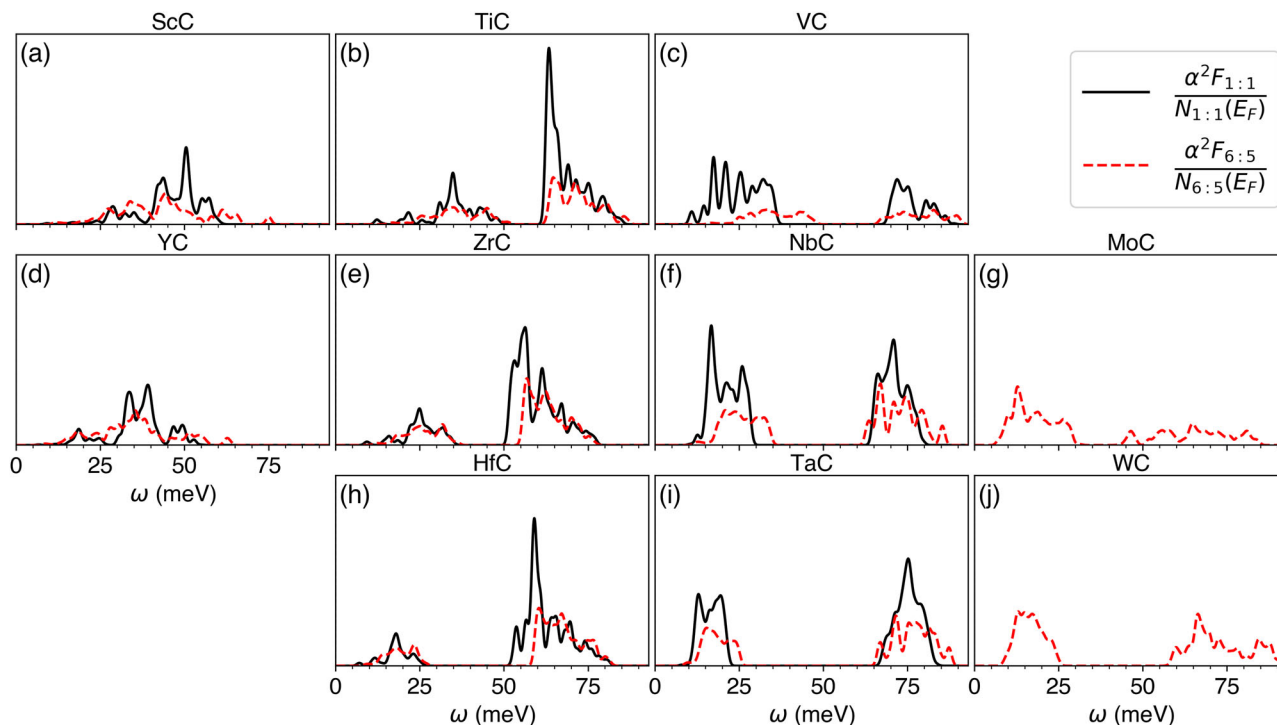 ScC
TiC
VC
(a)
(b)
(c)
α²F₁:₁
N₁:₁(E_F)
α²F₆:₅
N₆:₅(E_F)
YC
ZrC
NbC
MoC
(d)
(e)
(f)
(g)
0 25 50 75
ω (meV)
HfC
TaC
WC
(h)
(i)
(j)
0 25 50 75
0 25 50 75
0 25 50 75
ω (meV)
ω (meV)
ω (meV)